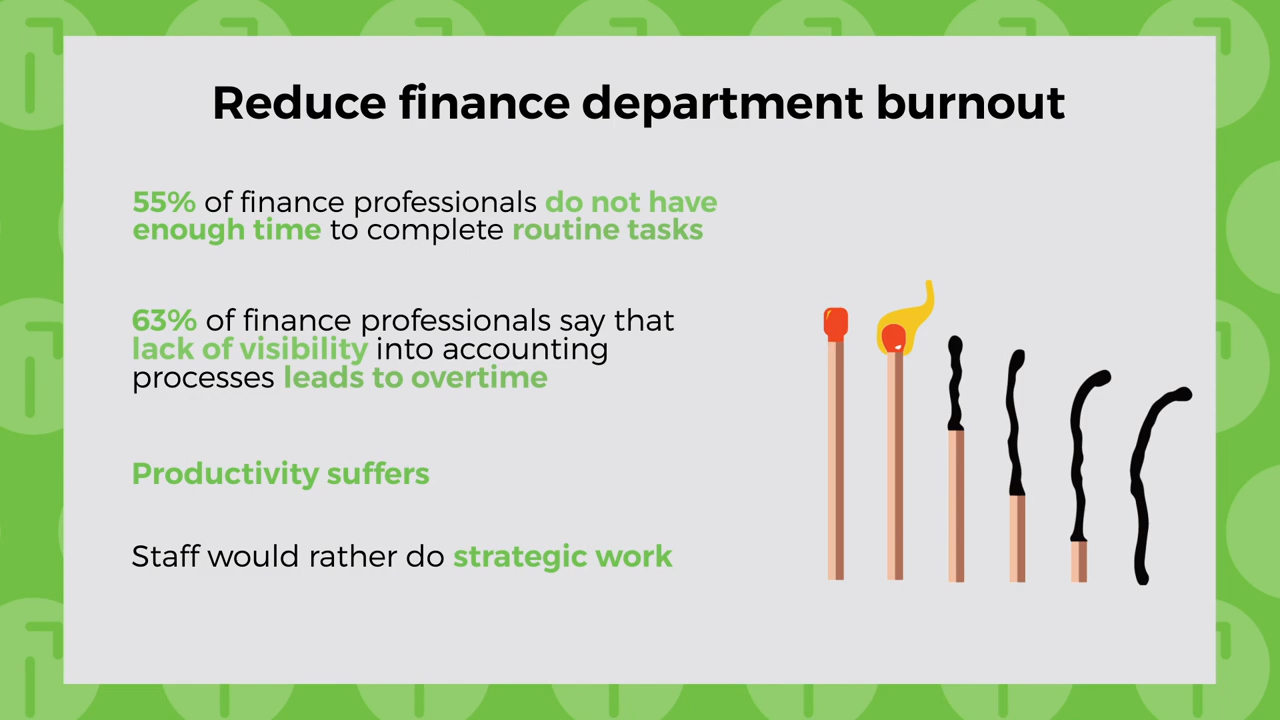 Reduce finance department burnout
55% of finance professionals do not have
enough time to complete routine tasks
63% of finance professionals say that
lack of visibility into accounting
processes leads to overtime
Productivity suffers
Staff would rather do strategic work